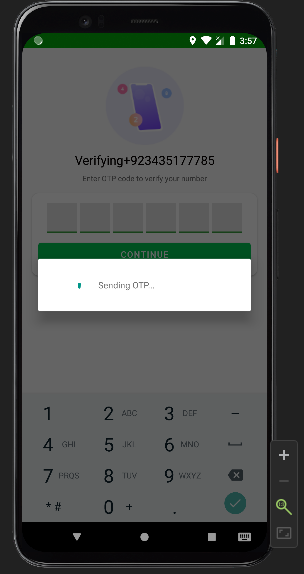 3:57
Verifying+923435177785
Enter OTP code to verify your number
CONTINUE
Sending OTP...
1 2 ABC 3 DEF −
4 GHI 5 JKL 6 MNO
7 PRQS 8 TUV 9 WXYZ
* # 0 + .